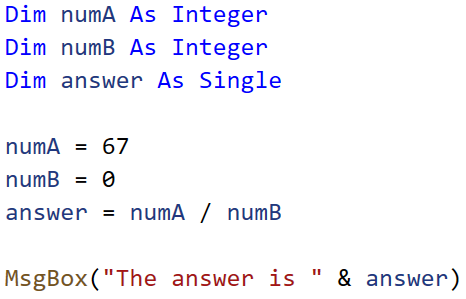 Dim numA As Integer
Dim numB As Integer
Dim answer As Single
numA = 67
numB = 0
answer = numA / numB
MsgBox("The answer is " & answer)